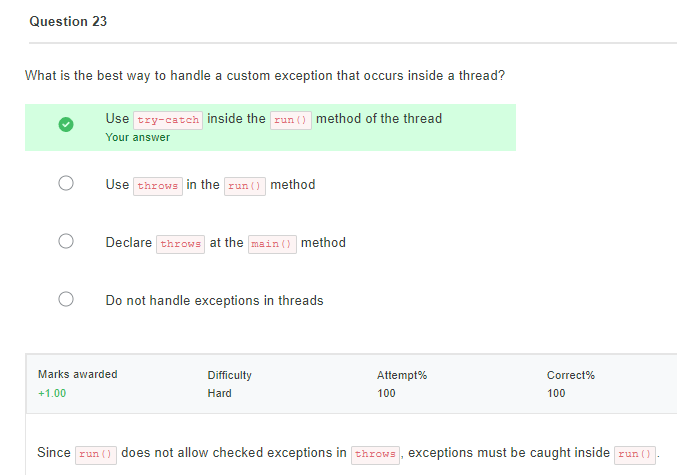 Question 23
What is the best way to handle a custom exception that occurs inside a thread?
Use try-catch inside the run() method of the thread
Your answer
Use throws in the run() method
Declare throws at the main() method
Do not handle exceptions in threads
Marks awarded Difficulty Attempt% Correct%
+1.00 Hard 100 100
Since run() does not allow checked exceptions in throws, exceptions must be caught inside run().